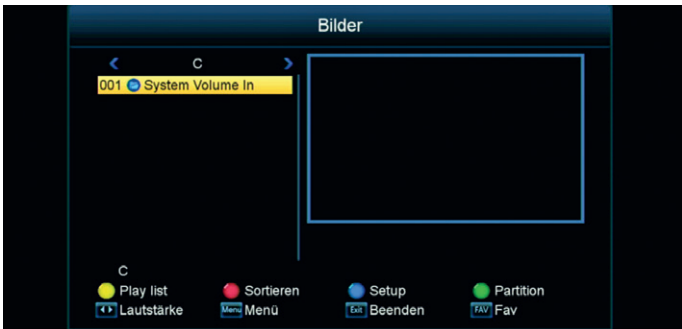 Bilder
C
001 System Volume In
C
Play list Sortieren Setup Partition
Lautstärke Menu Menü Exit Beenden FAV Fav